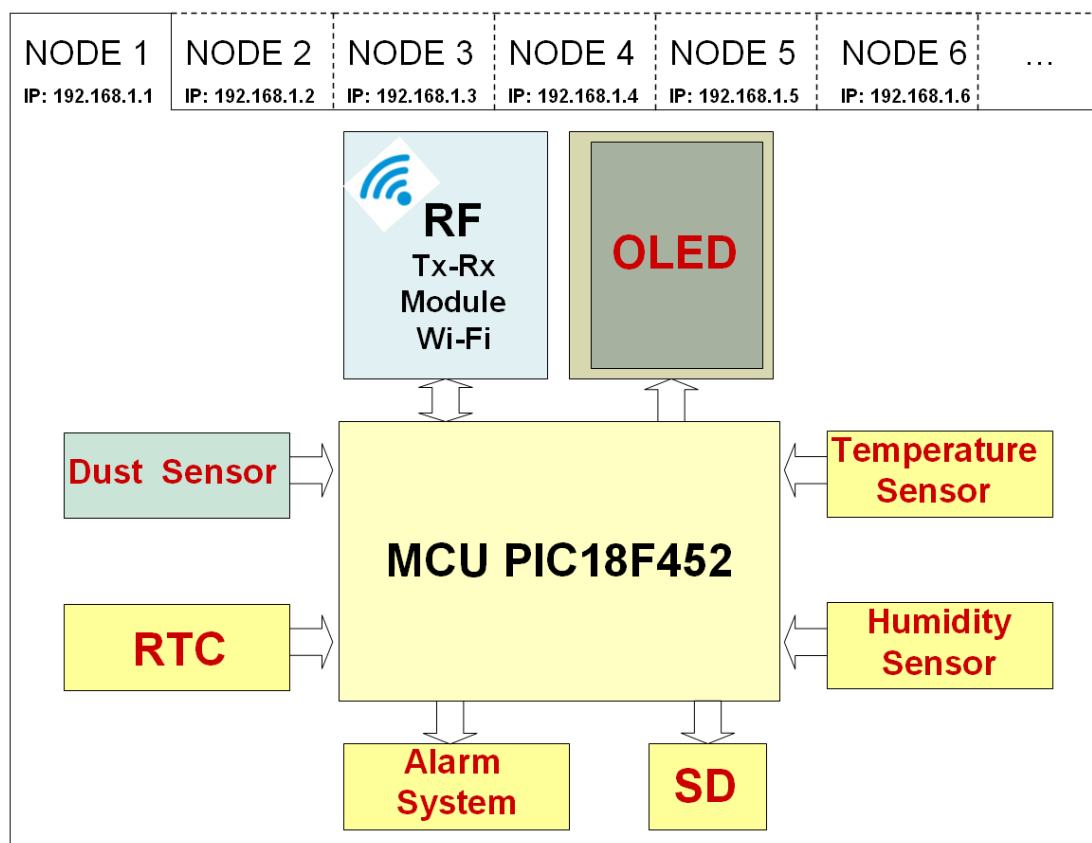 NODE 1 NODE 2 NODE 3 NODE 4 NODE 5 NODE 6 ...
IP: 192.168.1.1 IP: 192.168.1.2 IP: 192.168.1.3 IP: 192.168.1.4 IP: 192.168.1.5 IP: 192.168.1.6
RF
Tx-Rx
Module
Wi-Fi
OLED
Dust Sensor
Temperature
Sensor
MCU PIC18F452
RTC
Humidity
Sensor
Alarm
System
SD